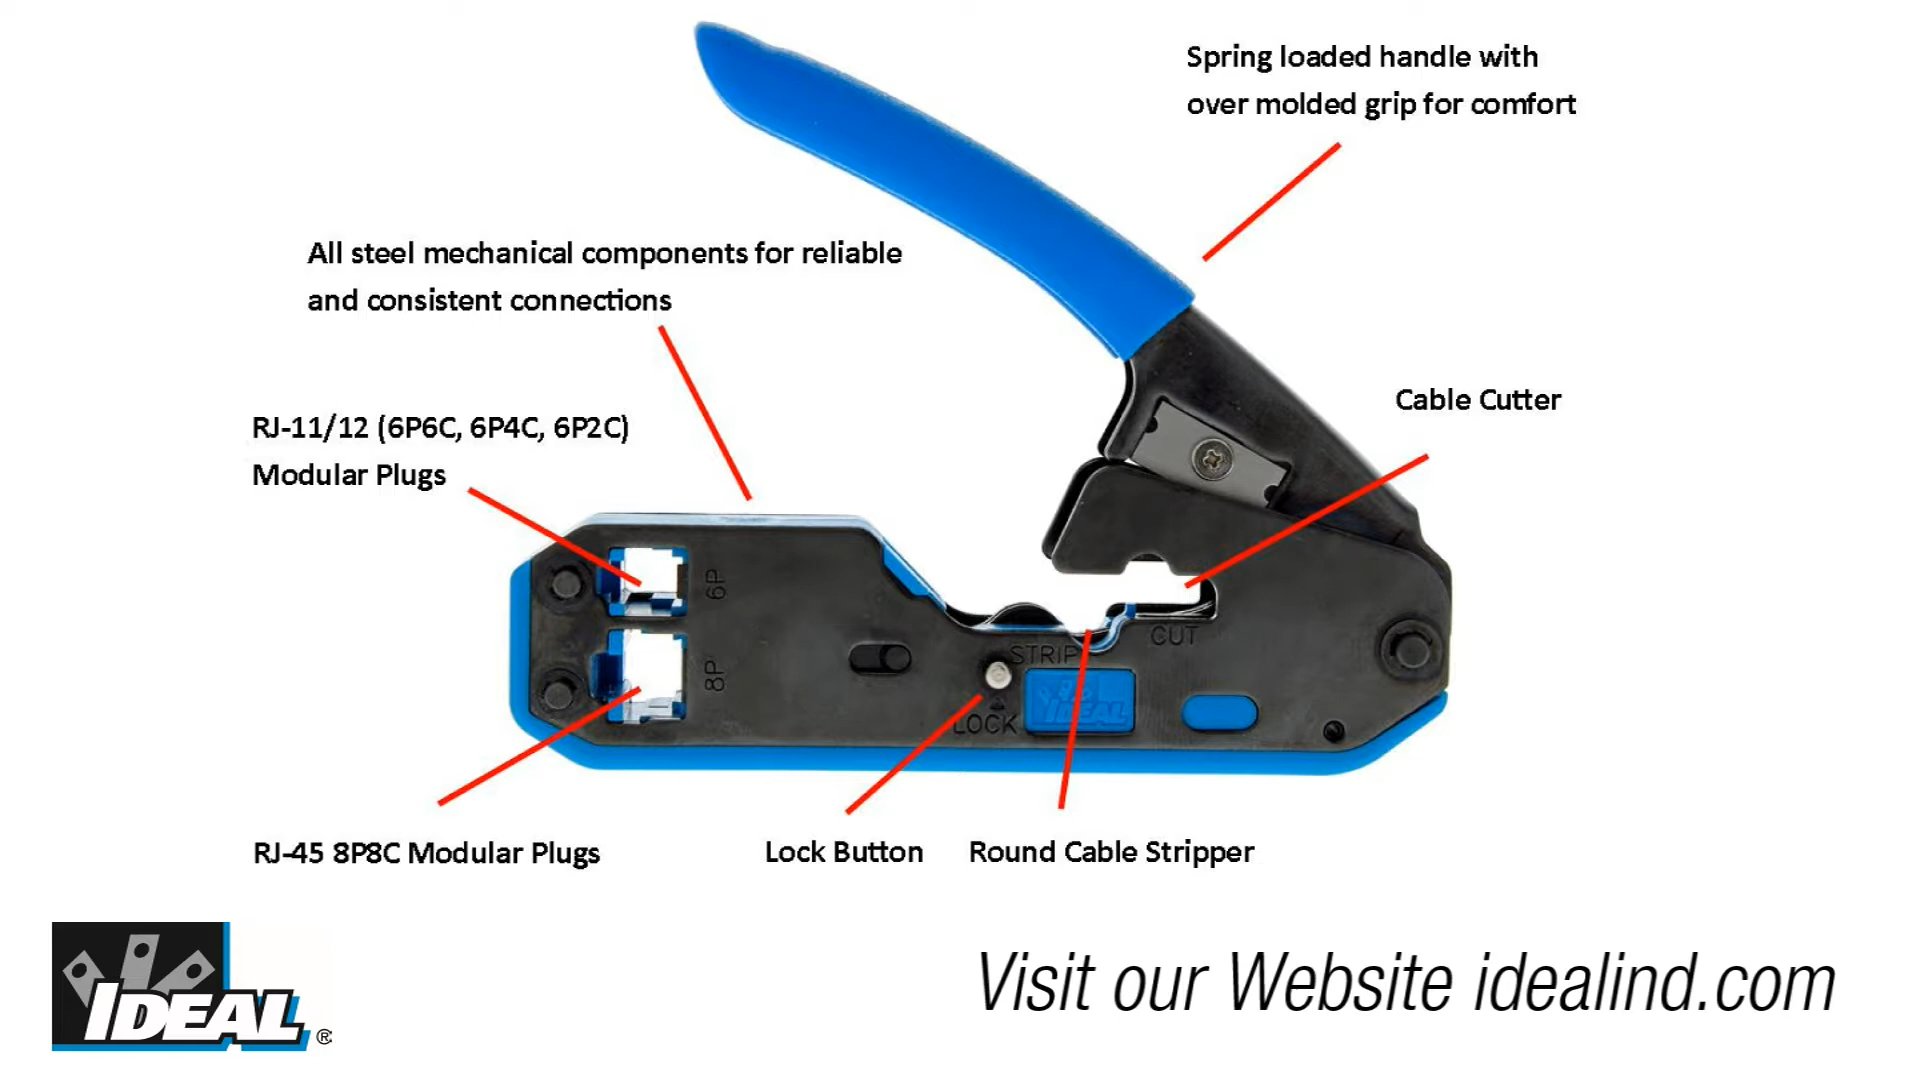 Spring loaded handle with
over molded grip for comfort
All steel mechanical components for reliable
and consistent connections
Cable Cutter
RJ-11/12 (6P6C, 6P4C, 6P2C)
Modular Plugs
6P
8P
CUT
STRIP
LOCK
IDEAL
RJ-45 8P8C Modular Plugs
Lock Button
Round Cable Stripper
IDEAL®
Visit our Website idealind.com